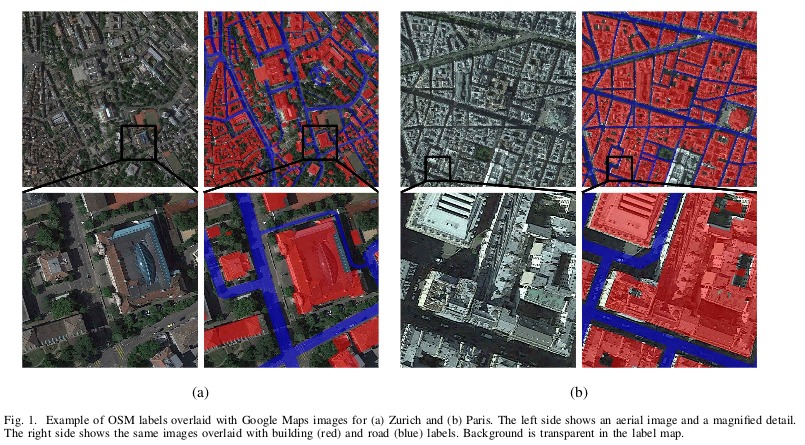 (a)
(b)
Fig. 1. Example of OSM labels overlaid with Google Maps images for (a) Zurich and (b) Paris. The left side shows an aerial image and a magnified detail.
The right side shows the same images overlaid with building (red) and road (blue) labels. Background is transparent in the label map.